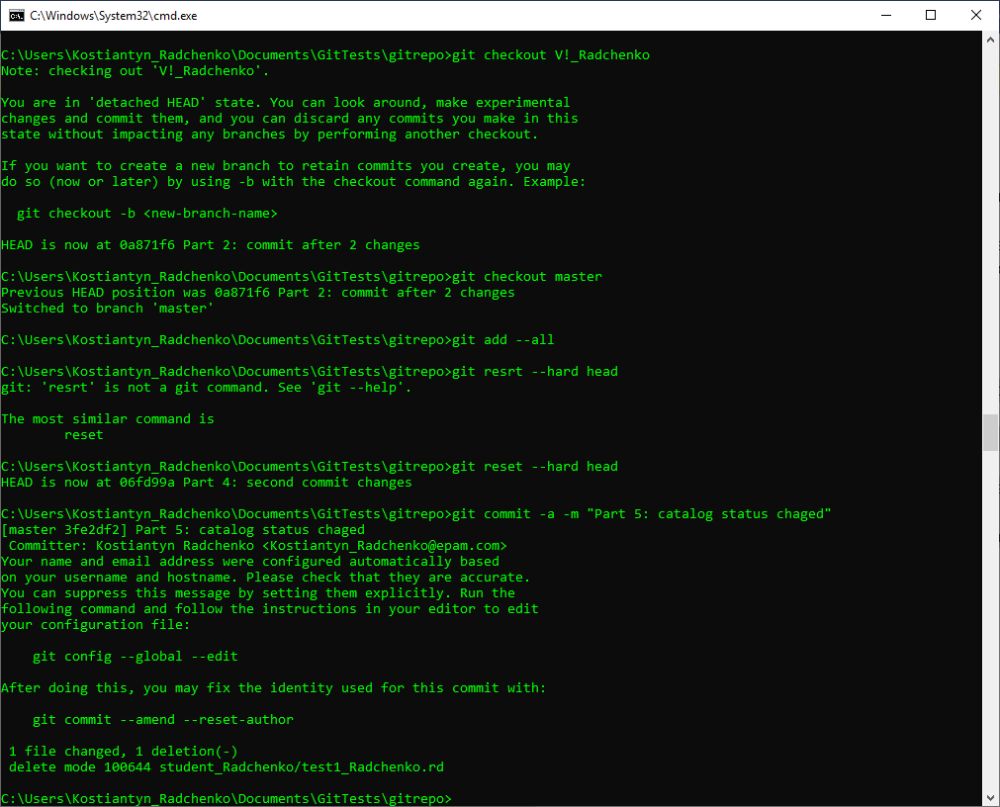 C:\Windows\System32\cmd.exe
C:\Users\Kostiantyn_Radchenko\Documents\GitTests\gitrepo>git checkout V!_Radchenko
Note: checking out 'V!_Radchenko'.
You are in 'detached HEAD' state. You can look around, make experimental
changes and commit them, and you can discard any commits you make in this
state without impacting any branches by performing another checkout.
If you want to create a new branch to retain commits you create, you may
do so (now or later) by using -b with the checkout command again. Example:
git checkout -b <new-branch-name>
HEAD is now at 0a871f6 Part 2: commit after 2 changes
C:\Users\Kostiantyn_Radchenko\Documents\GitTests\gitrepo>git checkout master
Previous HEAD position was 0a871f6 Part 2: commit after 2 changes
Switched to branch 'master'
C:\Users\Kostiantyn_Radchenko\Documents\GitTests\gitrepo>git add --all
C:\Users\Kostiantyn_Radchenko\Documents\GitTests\gitrepo>git resrt --hard head
git: 'resrt' is not a git command. See 'git --help'.
The most similar command is
reset
C:\Users\Kostiantyn_Radchenko\Documents\GitTests\gitrepo>git reset --hard head
HEAD is now at 06fd99a Part 4: second commit changes
C:\Users\Kostiantyn_Radchenko\Documents\GitTests\gitrepo>git commit -a -m "Part 5: catalog status chaged"
[master 3fe2df2] Part 5: catalog status chaged
Committer: Kostiantyn Radchenko <Kostiantyn_Radchenko@epam.com>
Your name and email address were configured automatically based
on your username and hostname. Please check that they are accurate.
You can suppress this message by setting them explicitly. Run the
following command and follow the instructions in your editor to edit
your configuration file:
git config --global --edit
After doing this, you may fix the identity used for this commit with:
git commit --amend --reset-author
1 file changed, 1 deletion(-)
delete mode 100644 student_Radchenko/test1_Radchenko.rd
C:\Users\Kostiantyn_Radchenko\Documents\GitTests\gitrepo>